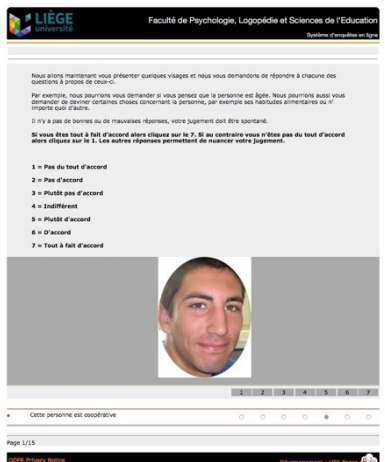 LIÈGE
université
Faculté de Psychologie, Logopédie et Sciences de l'Education
Système d'enquêtes en ligne
Nous allons maintenant vous présenter quelques visages et nous vous demandons de répondre à chacune des
questions à propos de ceux-ci.
Par exemple, nous pourrions vous demander si vous pensez que la personne est âgée. Nous pourrions aussi vous
demander de deviner certaines choses concernant la personne, par exemple ses habitudes alimentaires ou n'
importe quoi d'autre.
Il n'y a pas de bonnes ou de mauvaises réponses, votre jugement doit être spontané.
Si vous êtes tout à fait d'accord alors cliquez sur le 7. Si au contraire vous n'êtes pas du tout d'accord
alors cliquez sur le 1. Les autres réponses permettent de nuancer votre jugement.
1 = Pas du tout d'accord
2 = Pas d'accord
3 = Plutôt pas d'accord
4 = Indifférent
5 = Plutôt d'accord
6 = D'accord
7 = Tout à fait d'accord
1 2 3 4 5 6 7
Cette personne est coopérative
Page 1/15
GDPR Privacy Notice